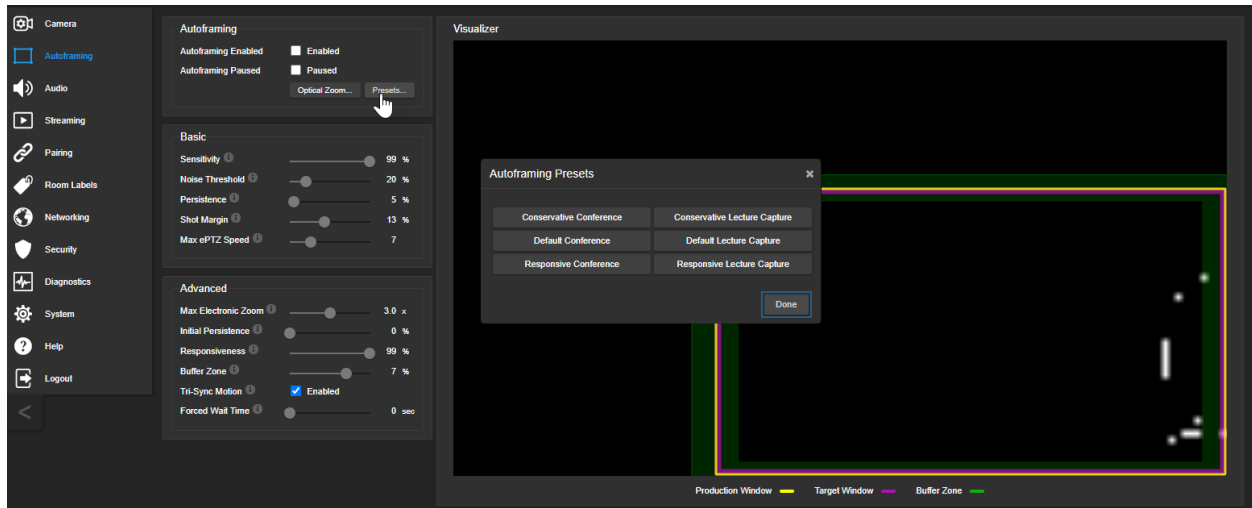 Camera
Autoframing
Audio
Streaming
Pairing
Room Labels
Networking
Security
Diagnostics
System
Help
Logout
<
Autoframing
Autoframing Enabled Enabled
Autoframing Paused Paused
Optical Zoom... Presets...
Basic
Sensitivity 99 %
Noise Threshold 20 %
Persistence 5 %
Shot Margin 13 %
Max ePTZ Speed 7
Advanced
Max Electronic Zoom 3.0 x
Initial Persistence 0 %
Responsiveness 99 %
Buffer Zone 7 %
Tri-Sync Motion Enabled
Forced Wait Time 0 sec
Visualizer
Autoframing Presets ×
Conservative Conference Conservative Lecture Capture
Default Conference Default Lecture Capture
Responsive Conference Responsive Lecture Capture
Done
Production Window Target Window Buffer Zone